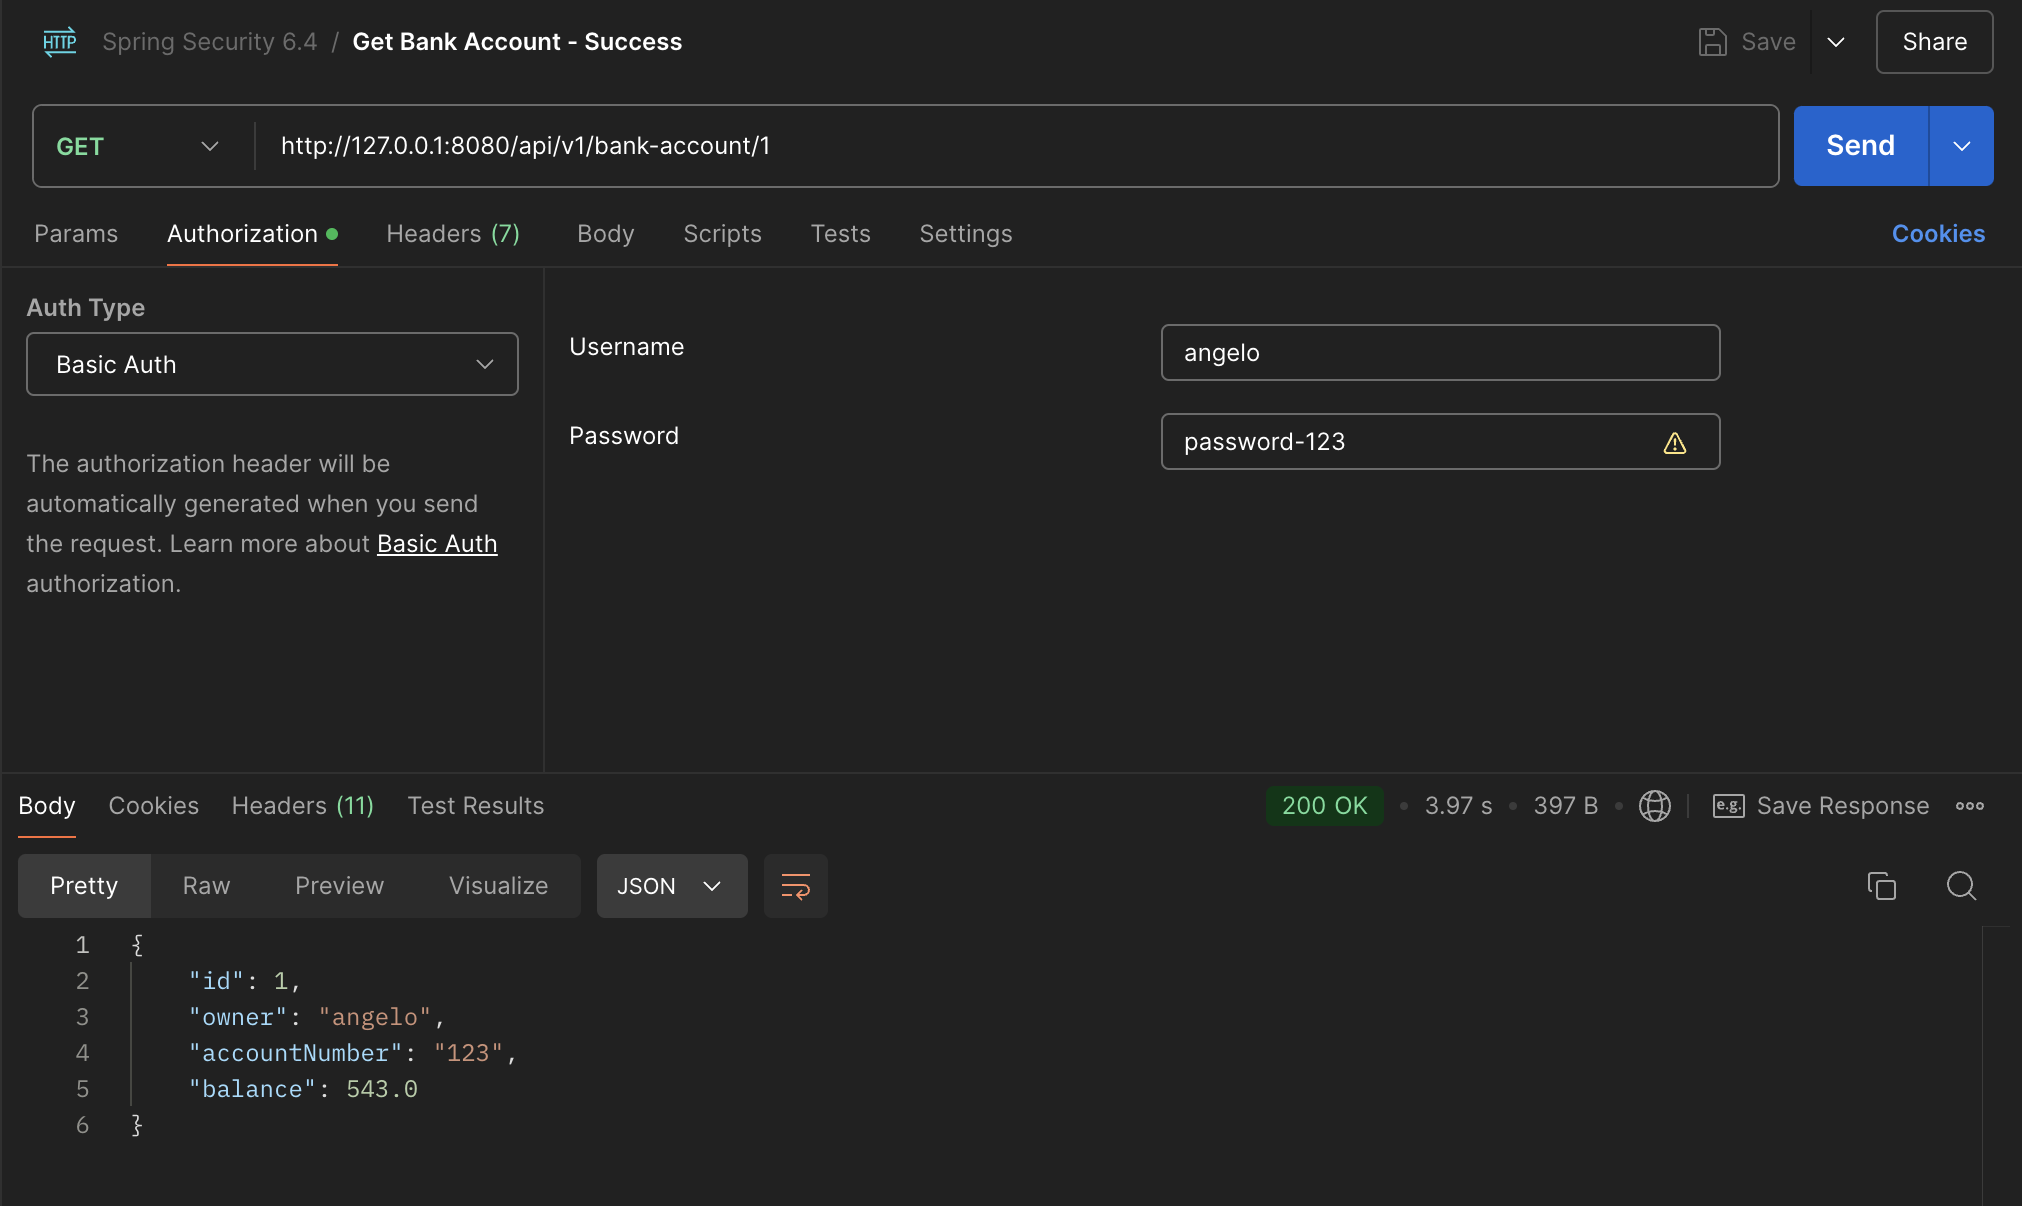 HTTP Spring Security 6.4 / Get Bank Account - Success Save Share
GET http://127.0.0.1:8080/api/v1/bank-account/1 Send
Params Authorization Headers (7) Body Scripts Tests Settings Cookies
Auth Type
Basic Auth
The authorization header will be
automatically generated when you send
the request. Learn more about Basic Auth
authorization.
Username angelo
Password password-123
Body Cookies Headers (11) Test Results 200 OK • 3.97 s • 397 B • e.g. Save Response
Pretty Raw Preview Visualize JSON
1 {
2 "id": 1,
3 "owner": "angelo",
4 "accountNumber": "123",
5 "balance": 543.0
6 }